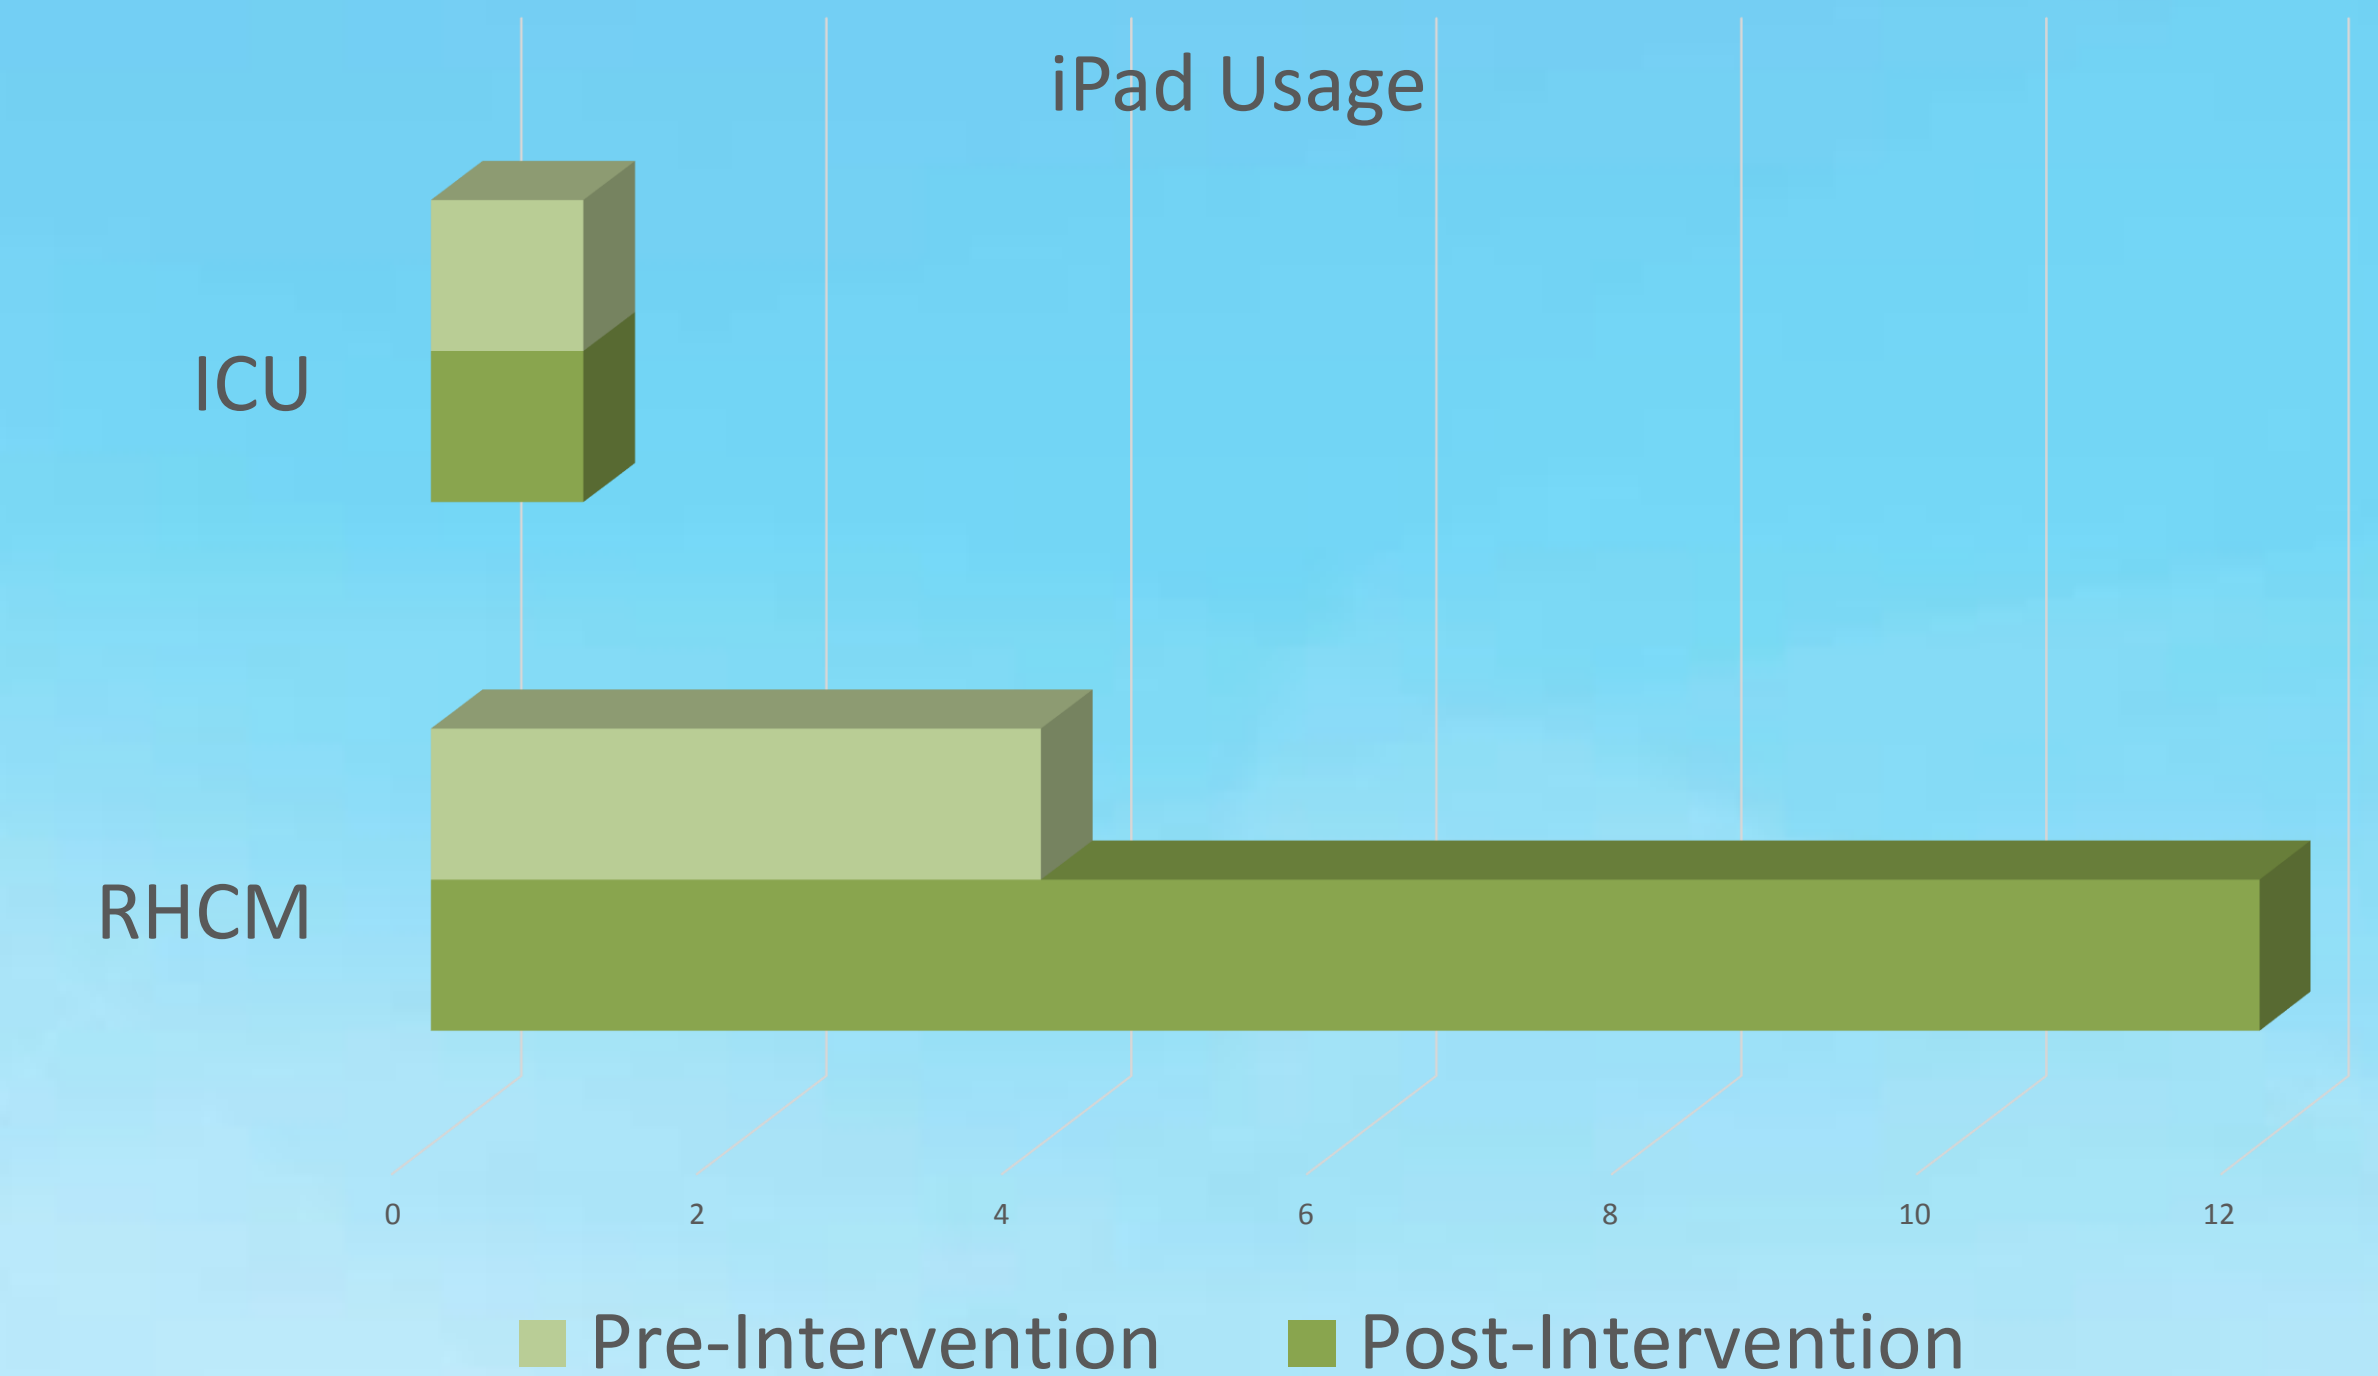 iPad Usage
ICU
RHCM
0 2 4 6 8 10 12
Pre-Intervention Post-Intervention